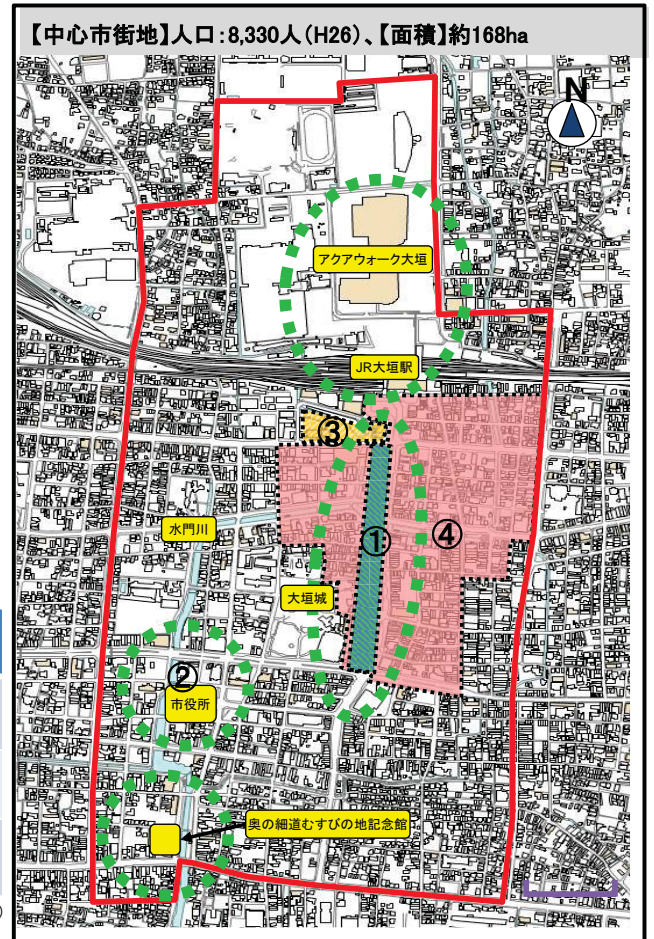 【中心市街地】人口:8,330人(H26)、【面積】約168ha
N
アクアウォーク大垣
JR大垣駅
③
水門川
①
④
大垣城
②
市役所
奥の細道むすびの地記念館
)